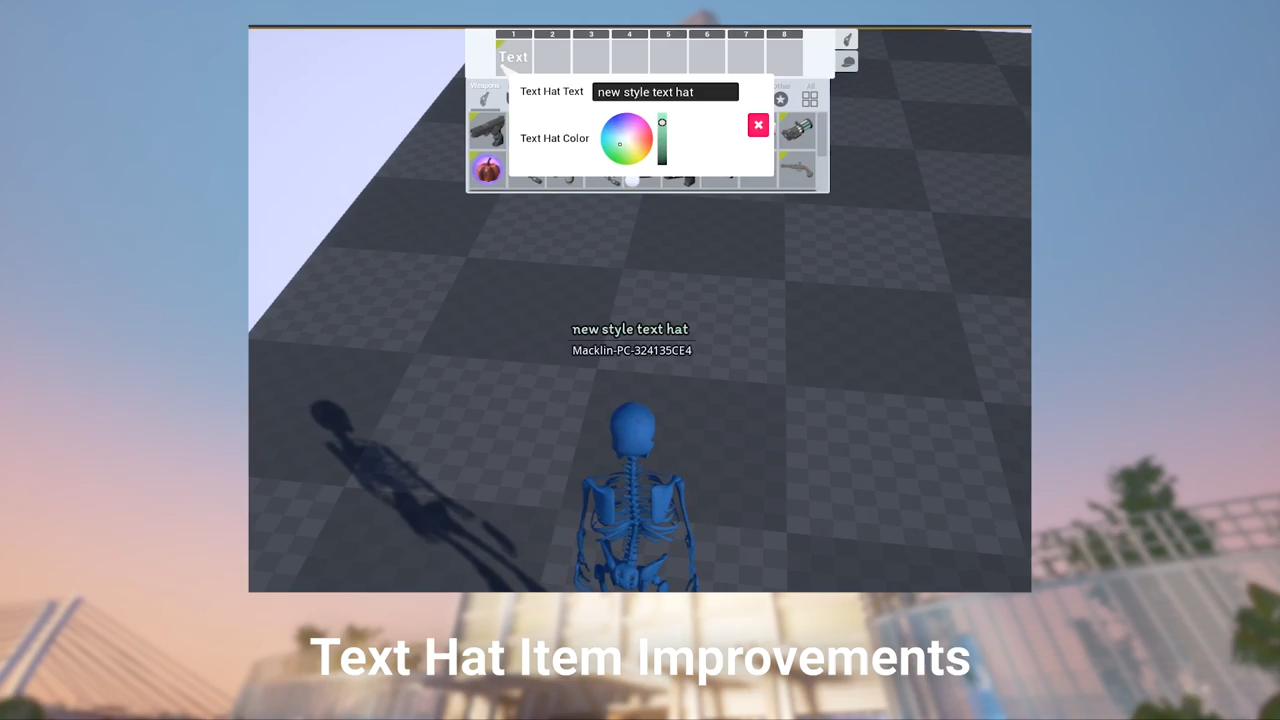 1 2 3 4 5 6 7 8
Text
Weapons
All
Text Hat Text new style text hat
Text Hat Color
new style text hat
Macklin-PC-324135CE4
Text Hat Item Improvements